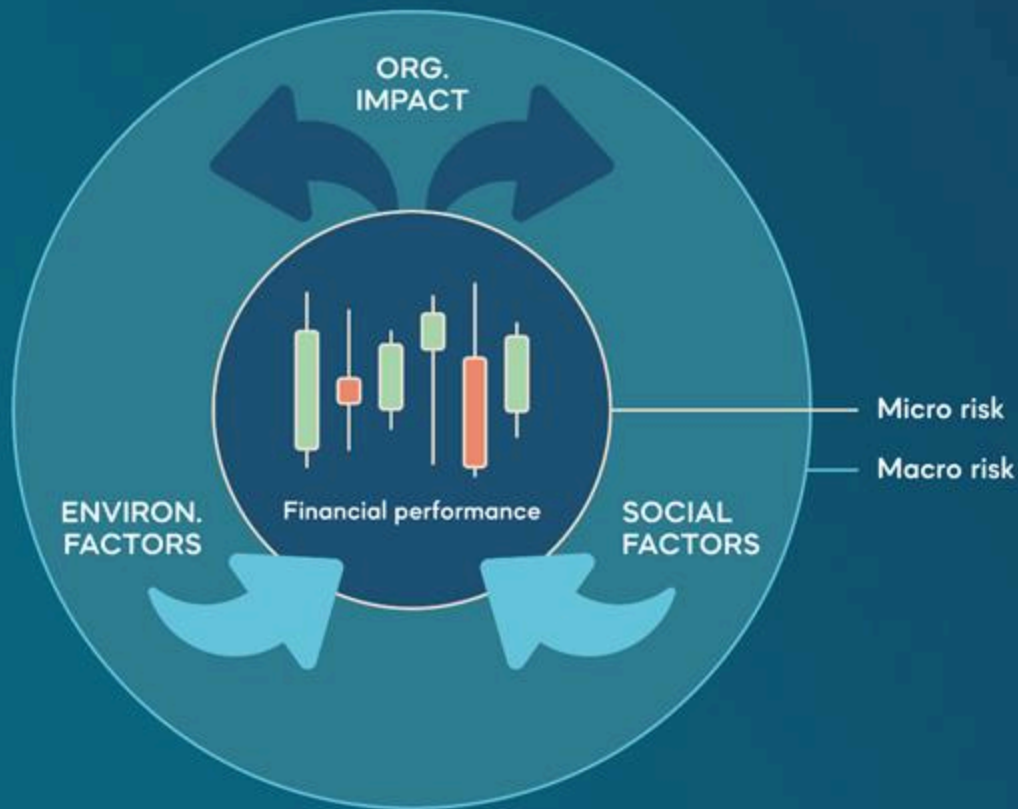 ORG.
IMPACT
Micro risk
Macro risk
Financial performance
ENVIRON.
FACTORS
SOCIAL
FACTORS